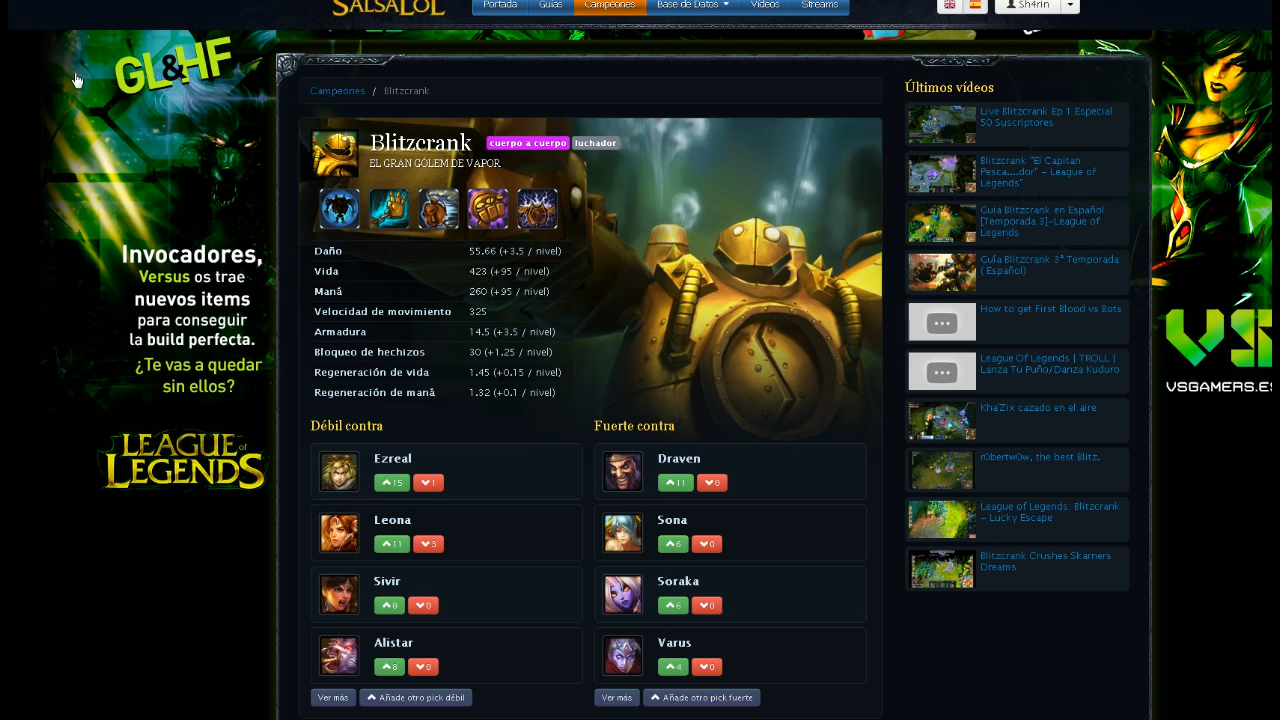 SALSALOL
Portada
Guías
Campeones
Base de Datos
Vídeos
Streams
Sh4rin
GL&HF
Invocadores,
Versus os trae
nuevos items
para conseguir
la build perfecta.
¿Te vas a quedar
sin ellos?
LEAGUE of
LEGENDS
Campeones / Blitzcrank
Blitzcrank cuerpo a cuerpo luchador
EL GRAN GÓLEM DE VAPOR
Daño 55.66 (+3.5 / nivel)
Vida 423 (+95 / nivel)
Maná 260 (+95 / nivel)
Velocidad de movimiento 325
Armadura 14.5 (+3.5 / nivel)
Bloqueo de hechizos 30 (+1.25 / nivel)
Regeneración de vida 1.45 (+0.15 / nivel)
Regeneración de maná 1.32 (+0.1 / nivel)
Débil contra
Ezreal
15 1
Leona
11 3
Sivir
8 0
Alistar
8 0
Ver más Añade otro pick débil
Fuerte contra
Draven
11 0
Sona
6 0
Soraka
6 0
Varus
4 0
Ver más Añade otro pick fuerte
Últimos vídeos
Live Blitzcrank Ep 1 Especial
50 Suscriptores
Blitzcrank "El Capitan
Pesca....dor" - League of
Legends"
Guia Blitzcrank en Español
[Temporada 3]-League of
Legends
Guía Blitzcrank 3ª Temporada
( Español)
How to get First Blood vs Bots
League Of Legends | TROLL |
Lanza Tu Puño/Danza Kuduro
Kha'Zix cazado en el aire
r0bertw0w, the best Blitz.
League of Legends: Blitzcrank
- Lucky Escape
Blitzcrank Crushes Skarners
Dreams
VS
VSGAMERS.ES